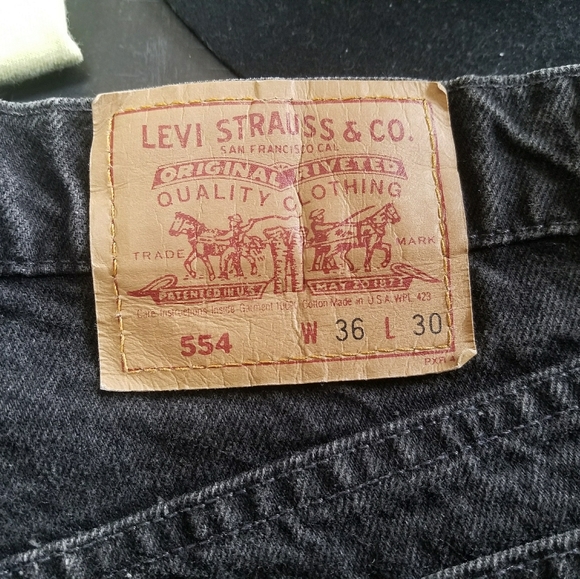 LEVI STRAUSS & CO.
SAN FRANCISCO CAL
ORIGINAL RIVETED
QUALITY CLOTHING
TRADE MARK
PATENTED IN U.S. MAY 20 1873
Care Instructions Inside Garment 100% Cotton Made in U.S.A. WPL 423
554 W 36 L 30